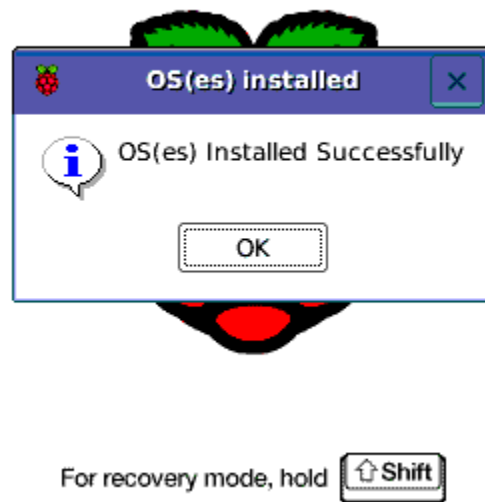 OS(es) installed
OS(es) Installed Successfully
OK
For recovery mode, hold Shift